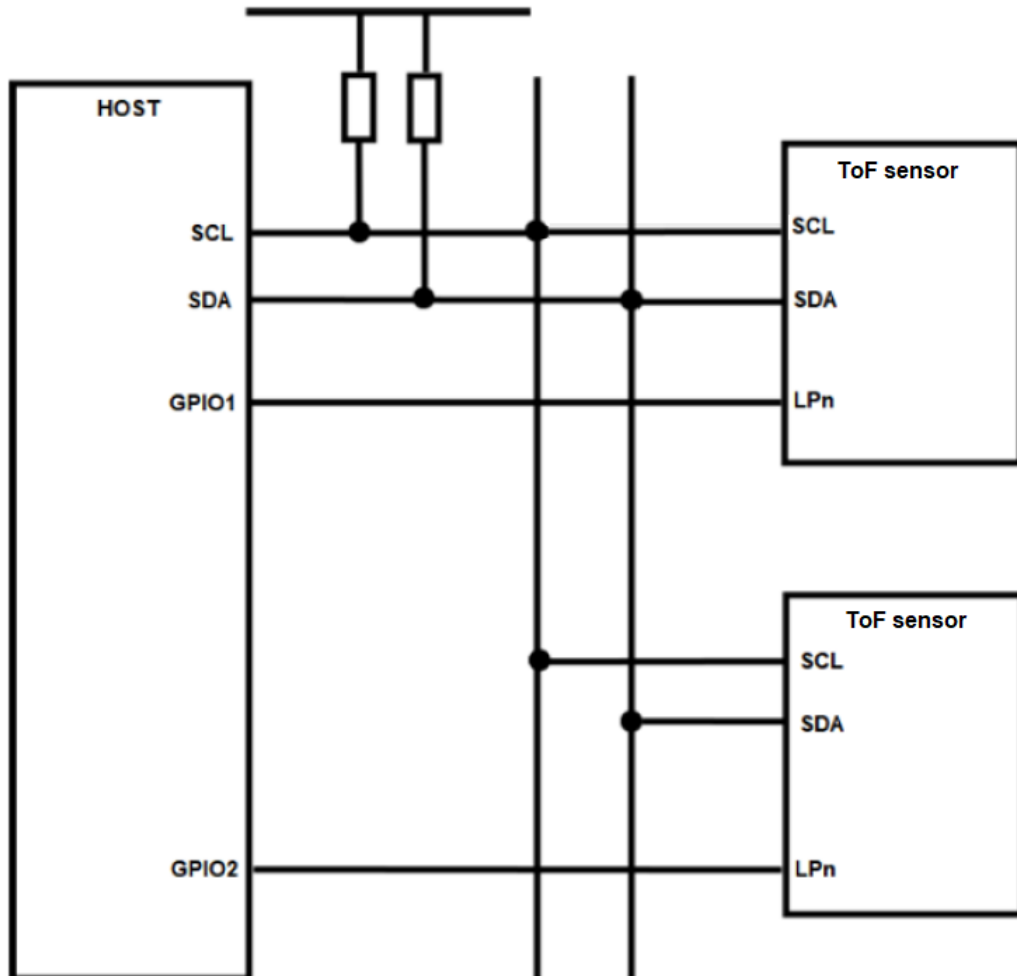 HOST
ToF sensor
SCL
SCL
SDA
SDA
GPIO1
LPn
ToF sensor
SCL
SDA
GPIO2
LPn